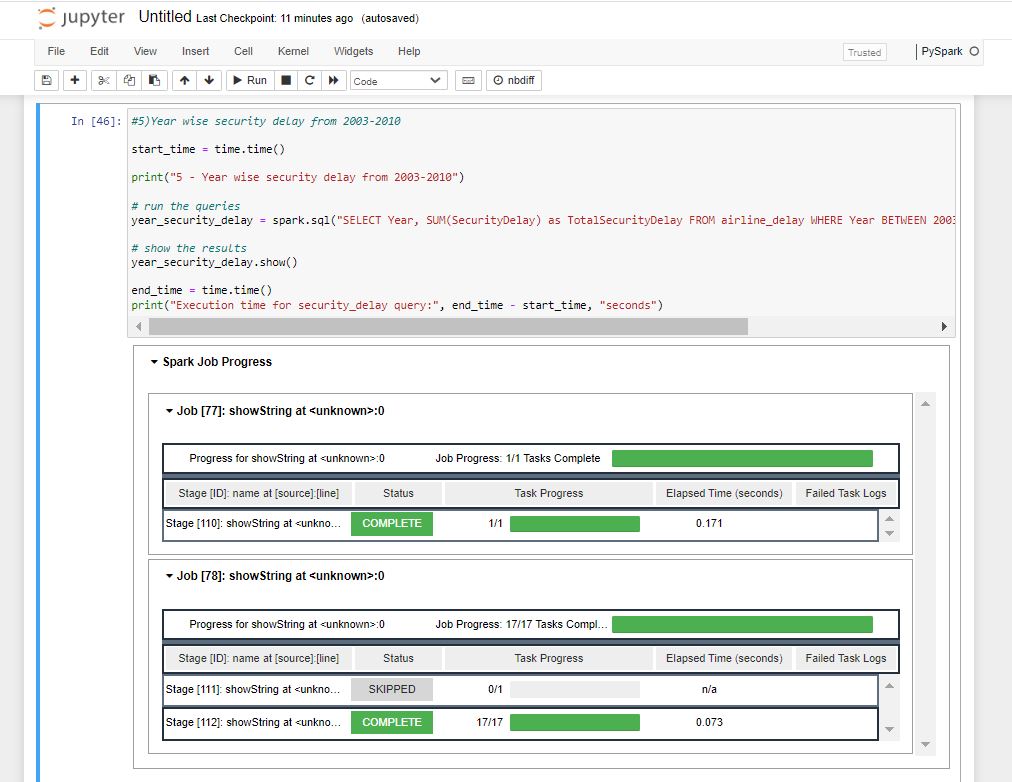 jupyter Untitled Last Checkpoint: 11 minutes ago (autosaved)
File Edit View Insert Cell Kernel Widgets Help Trusted PySpark
Run Code nbdiff
In [46]: #5)Year wise security delay from 2003-2010
start_time = time.time()
print("5 - Year wise security delay from 2003-2010")
# run the queries
year_security_delay = spark.sql("SELECT Year, SUM(SecurityDelay) as TotalSecurityDelay FROM airline_delay WHERE Year BETWEEN 2003
# show the results
year_security_delay.show()
end_time = time.time()
print("Execution time for security_delay query:", end_time - start_time, "seconds")
Spark Job Progress
Job [77]: showString at <unknown>:0
Progress for showString at <unknown>:0 Job Progress: 1/1 Tasks Complete
Stage [ID]: name at [source]:[line] Status Task Progress Elapsed Time (seconds) Failed Task Logs
Stage [110]: showString at <unkno... COMPLETE 1/1 0.171
Job [78]: showString at <unknown>:0
Progress for showString at <unknown>:0 Job Progress: 17/17 Tasks Compl...
Stage [ID]: name at [source]:[line] Status Task Progress Elapsed Time (seconds) Failed Task Logs
Stage [111]: showString at <unkno... SKIPPED 0/1 n/a
Stage [112]: showString at <unkno... COMPLETE 17/17 0.073